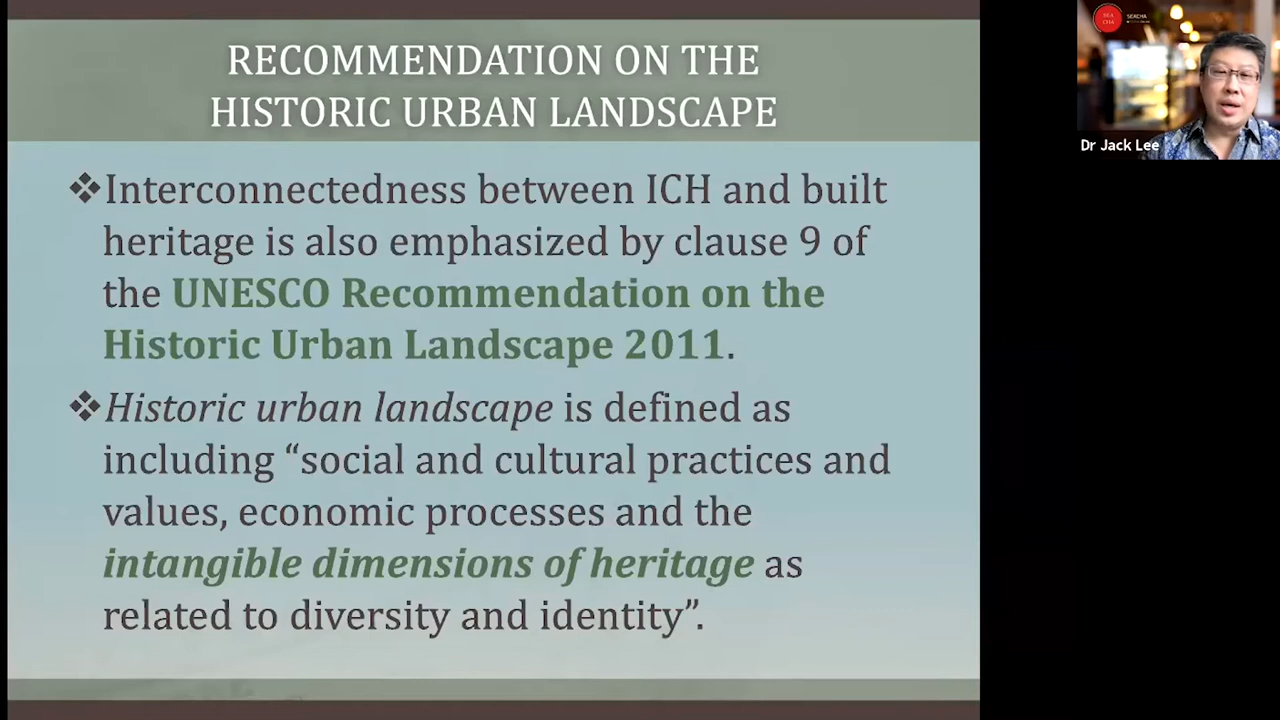 RECOMMENDATION ON THE
HISTORIC URBAN LANDSCAPE
❖Interconnectedness between ICH and built
heritage is also emphasized by clause 9 of
the UNESCO Recommendation on the
Historic Urban Landscape 2011.
❖Historic urban landscape is defined as
including “social and cultural practices and
values, economic processes and the
intangible dimensions of heritage as
related to diversity and identity”.
SEA
CHA
SEACHA
Dr Jack Lee